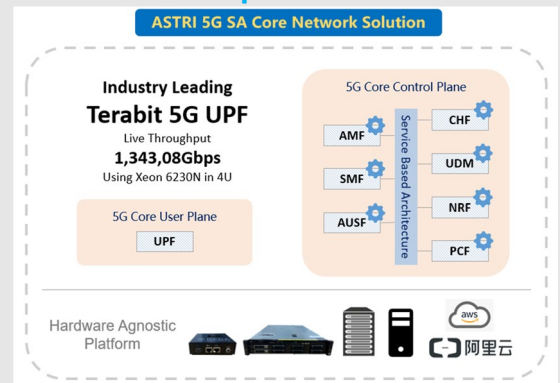 ASTRI 5G SA Core Network Solution
Industry Leading
Terabit 5G UPF
Live Throughput
1,343,08Gbps
Using Xeon 6230N in 4U
5G Core User Plane
UPF
5G Core Control Plane
AMF
SMF
AUSF
Service Based Architecture
CHF
UDM
NRF
PCF
Hardware Agnostic
Platform
aws
阿里云